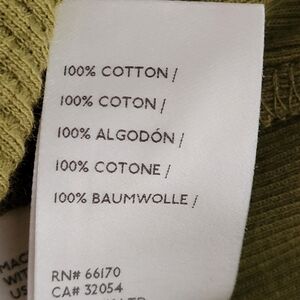 100% COTTON /
100% COTON /
100% ALGODÓN /
100% COTONE /
100% BAUMWOLLE /
RN# 66170
CA# 32054